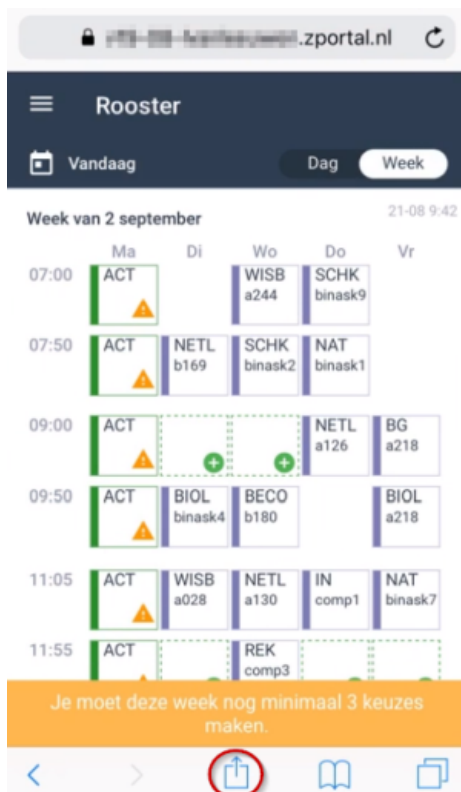 .zportal.nl
Rooster
Vandaag Dag Week
Week van 2 september 21-08 9:42
Ma Di Wo Do Vr
07:00 ACT WISB SCHK
a244 binask9
07:50 ACT NETL SCHK NAT
b169 binask2 binask1
09:00 ACT NETL BG
a126 a218
09:50 ACT BIOL BECO BIOL
binask4 b180 a218
11:05 ACT WISB NETL IN NAT
a028 a130 comp1 binask7
11:55 ACT REK
comp3
Je moet deze week nog minimaal 3 keuzes
maken.